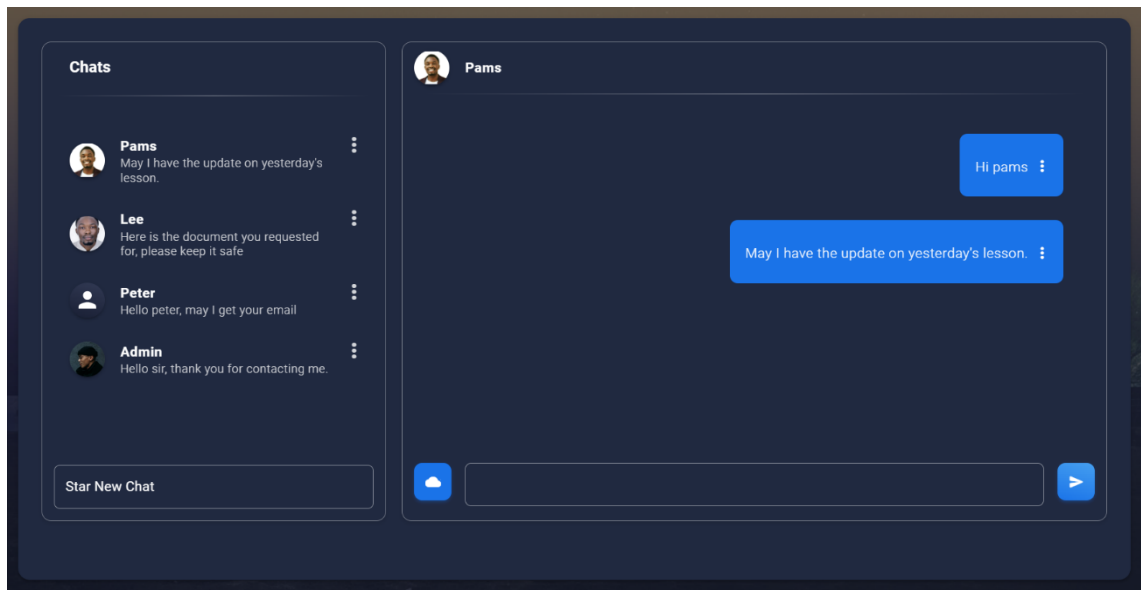 Chats
Pams
May I have the update on yesterday's
lesson.
Lee
Here is the document you requested
for, please keep it safe
Peter
Hello peter, may I get your email
Admin
Hello sir, thank you for contacting me.
Star New Chat
Pams
Hi pams
May I have the update on yesterday's lesson.